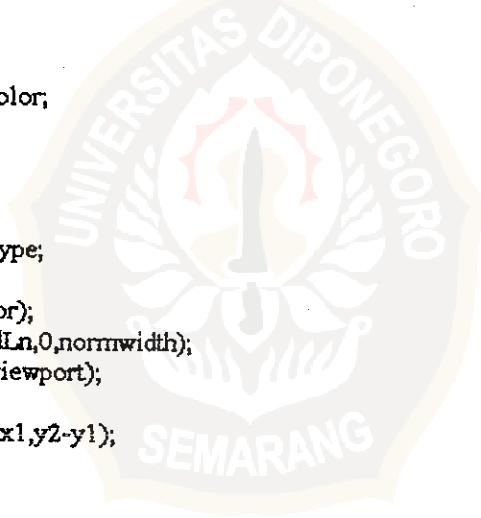 UNIVERSITAS DIPONEGORO
olor;
ype;
or);
Ln,0,normwidth);
iewport);
x1,y2-y1);
SEMARANG